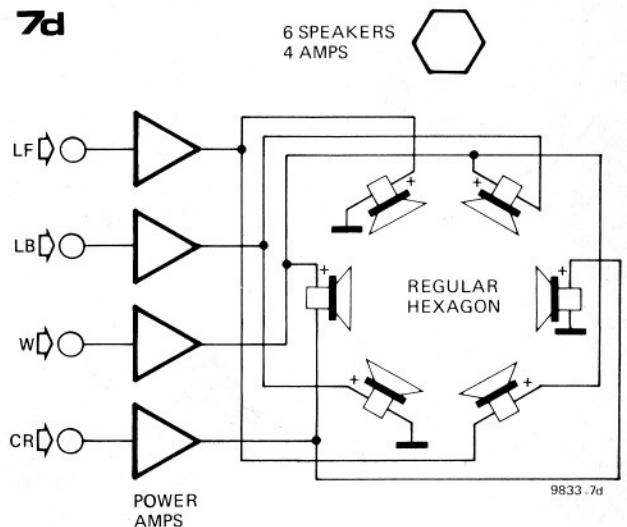 7d
6 SPEAKERS
4 AMPS
LF
LB
W
CR
+
+
+
+
+
+
REGULAR
HEXAGON
POWER
AMPS
9833-7d